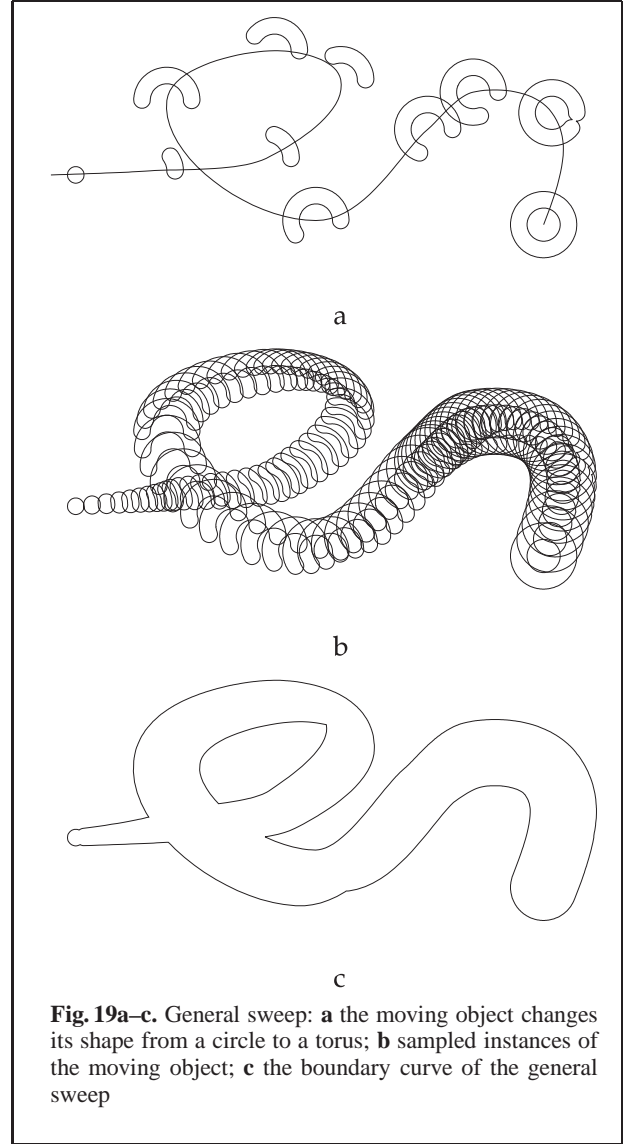 a
b
c
Fig. 19a–c. General sweep: a the moving object changes
its shape from a circle to a torus; b sampled instances of
the moving object; c the boundary curve of the general
sweep